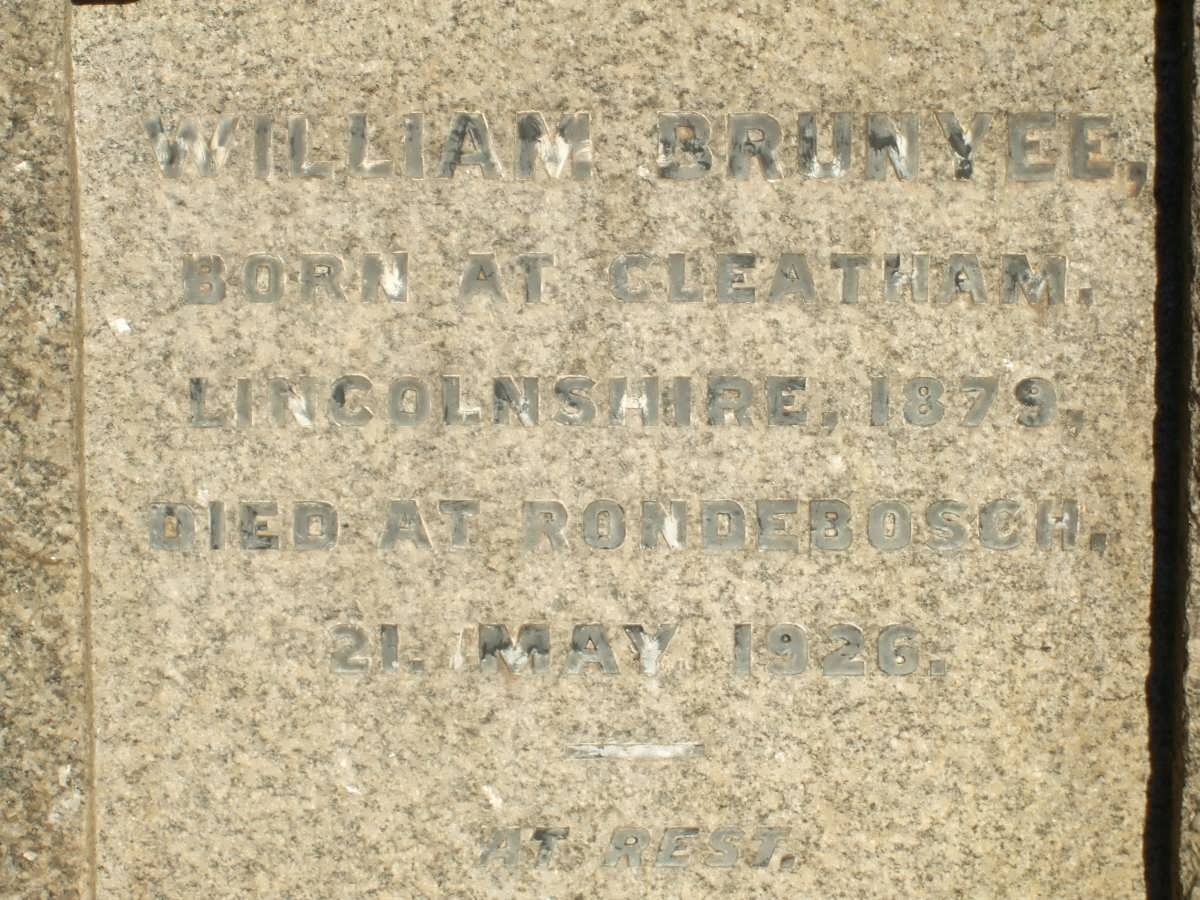 WILLIAM BRUNYEE,
BORN AT CLEATHAM.
LINCOLNSHIRE, 1879,
DIED AT RONDEBOSCH,
21. MAY 1926.
AT REST.